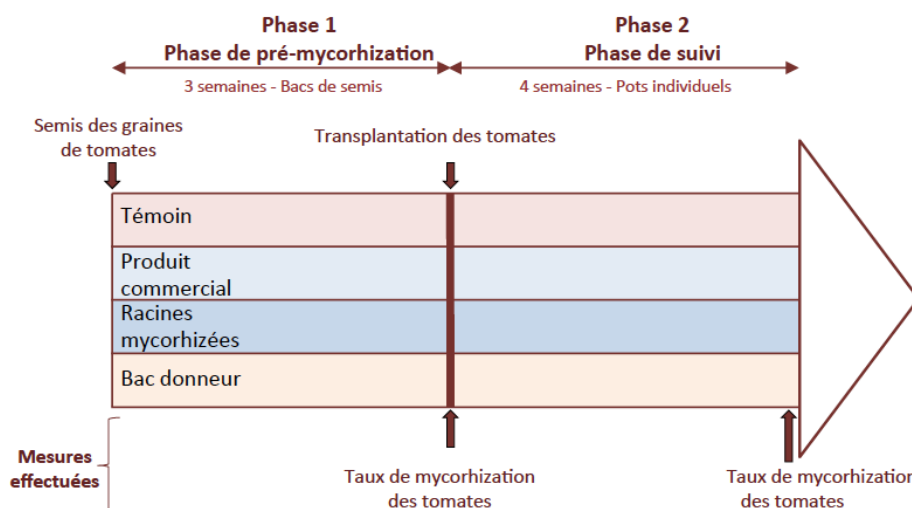 Phase 1
Phase de pré-mycorhization
3 semaines - Bacs de semis
Phase 2
Phase de suivi
4 semaines - Pots individuels
Semis des graines
de tomates
Transplantation des tomates
Témoin
Produit
commercial
Racines
mycorhizées
Bac donneur
Mesures
effectuées
Taux de mycorhization
des tomates
Taux de mycorhization
des tomates